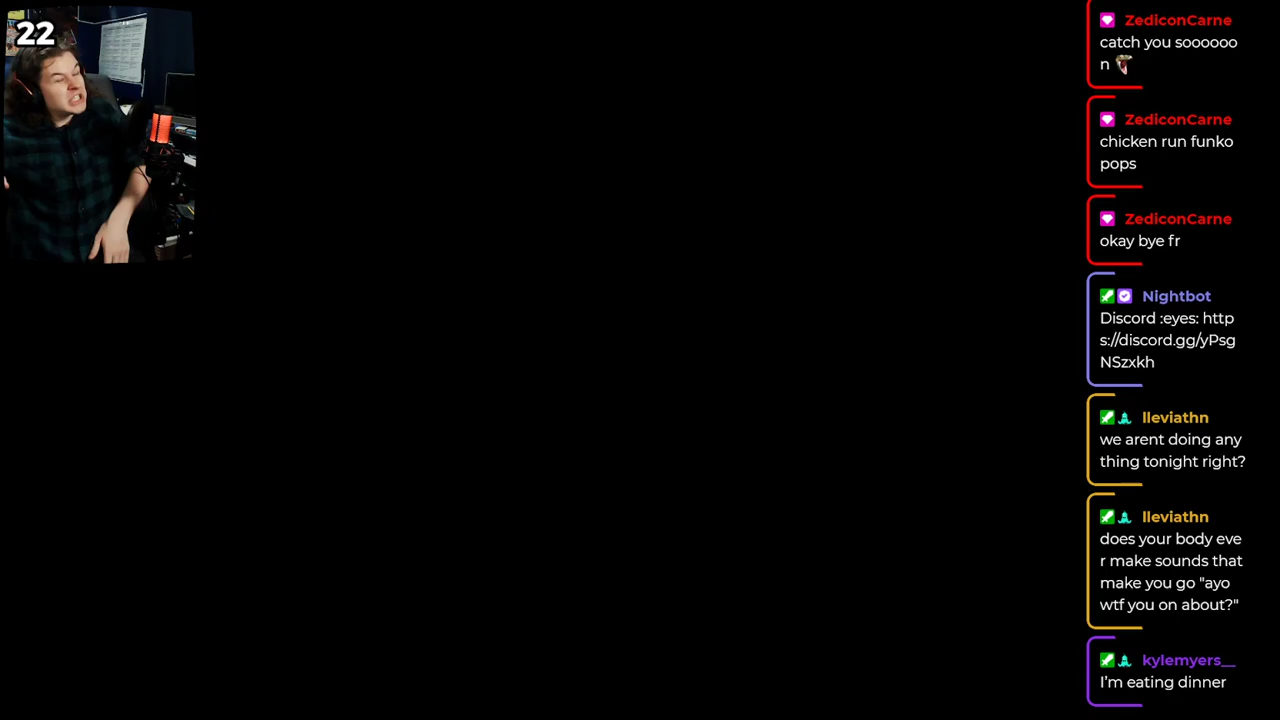 22
ZediconCarne
catch you soooooo
n
ZediconCarne
chicken run funko
pops
ZediconCarne
okay bye fr
Nightbot
Discord :eyes: http
s://discord.gg/yPsg
NSzxkh
lleviathn
we arent doing any
thing tonight right?
lleviathn
does your body eve
r make sounds that
make you go "ayo
wtf you on about?"
kylemyers__
I'm eating dinner